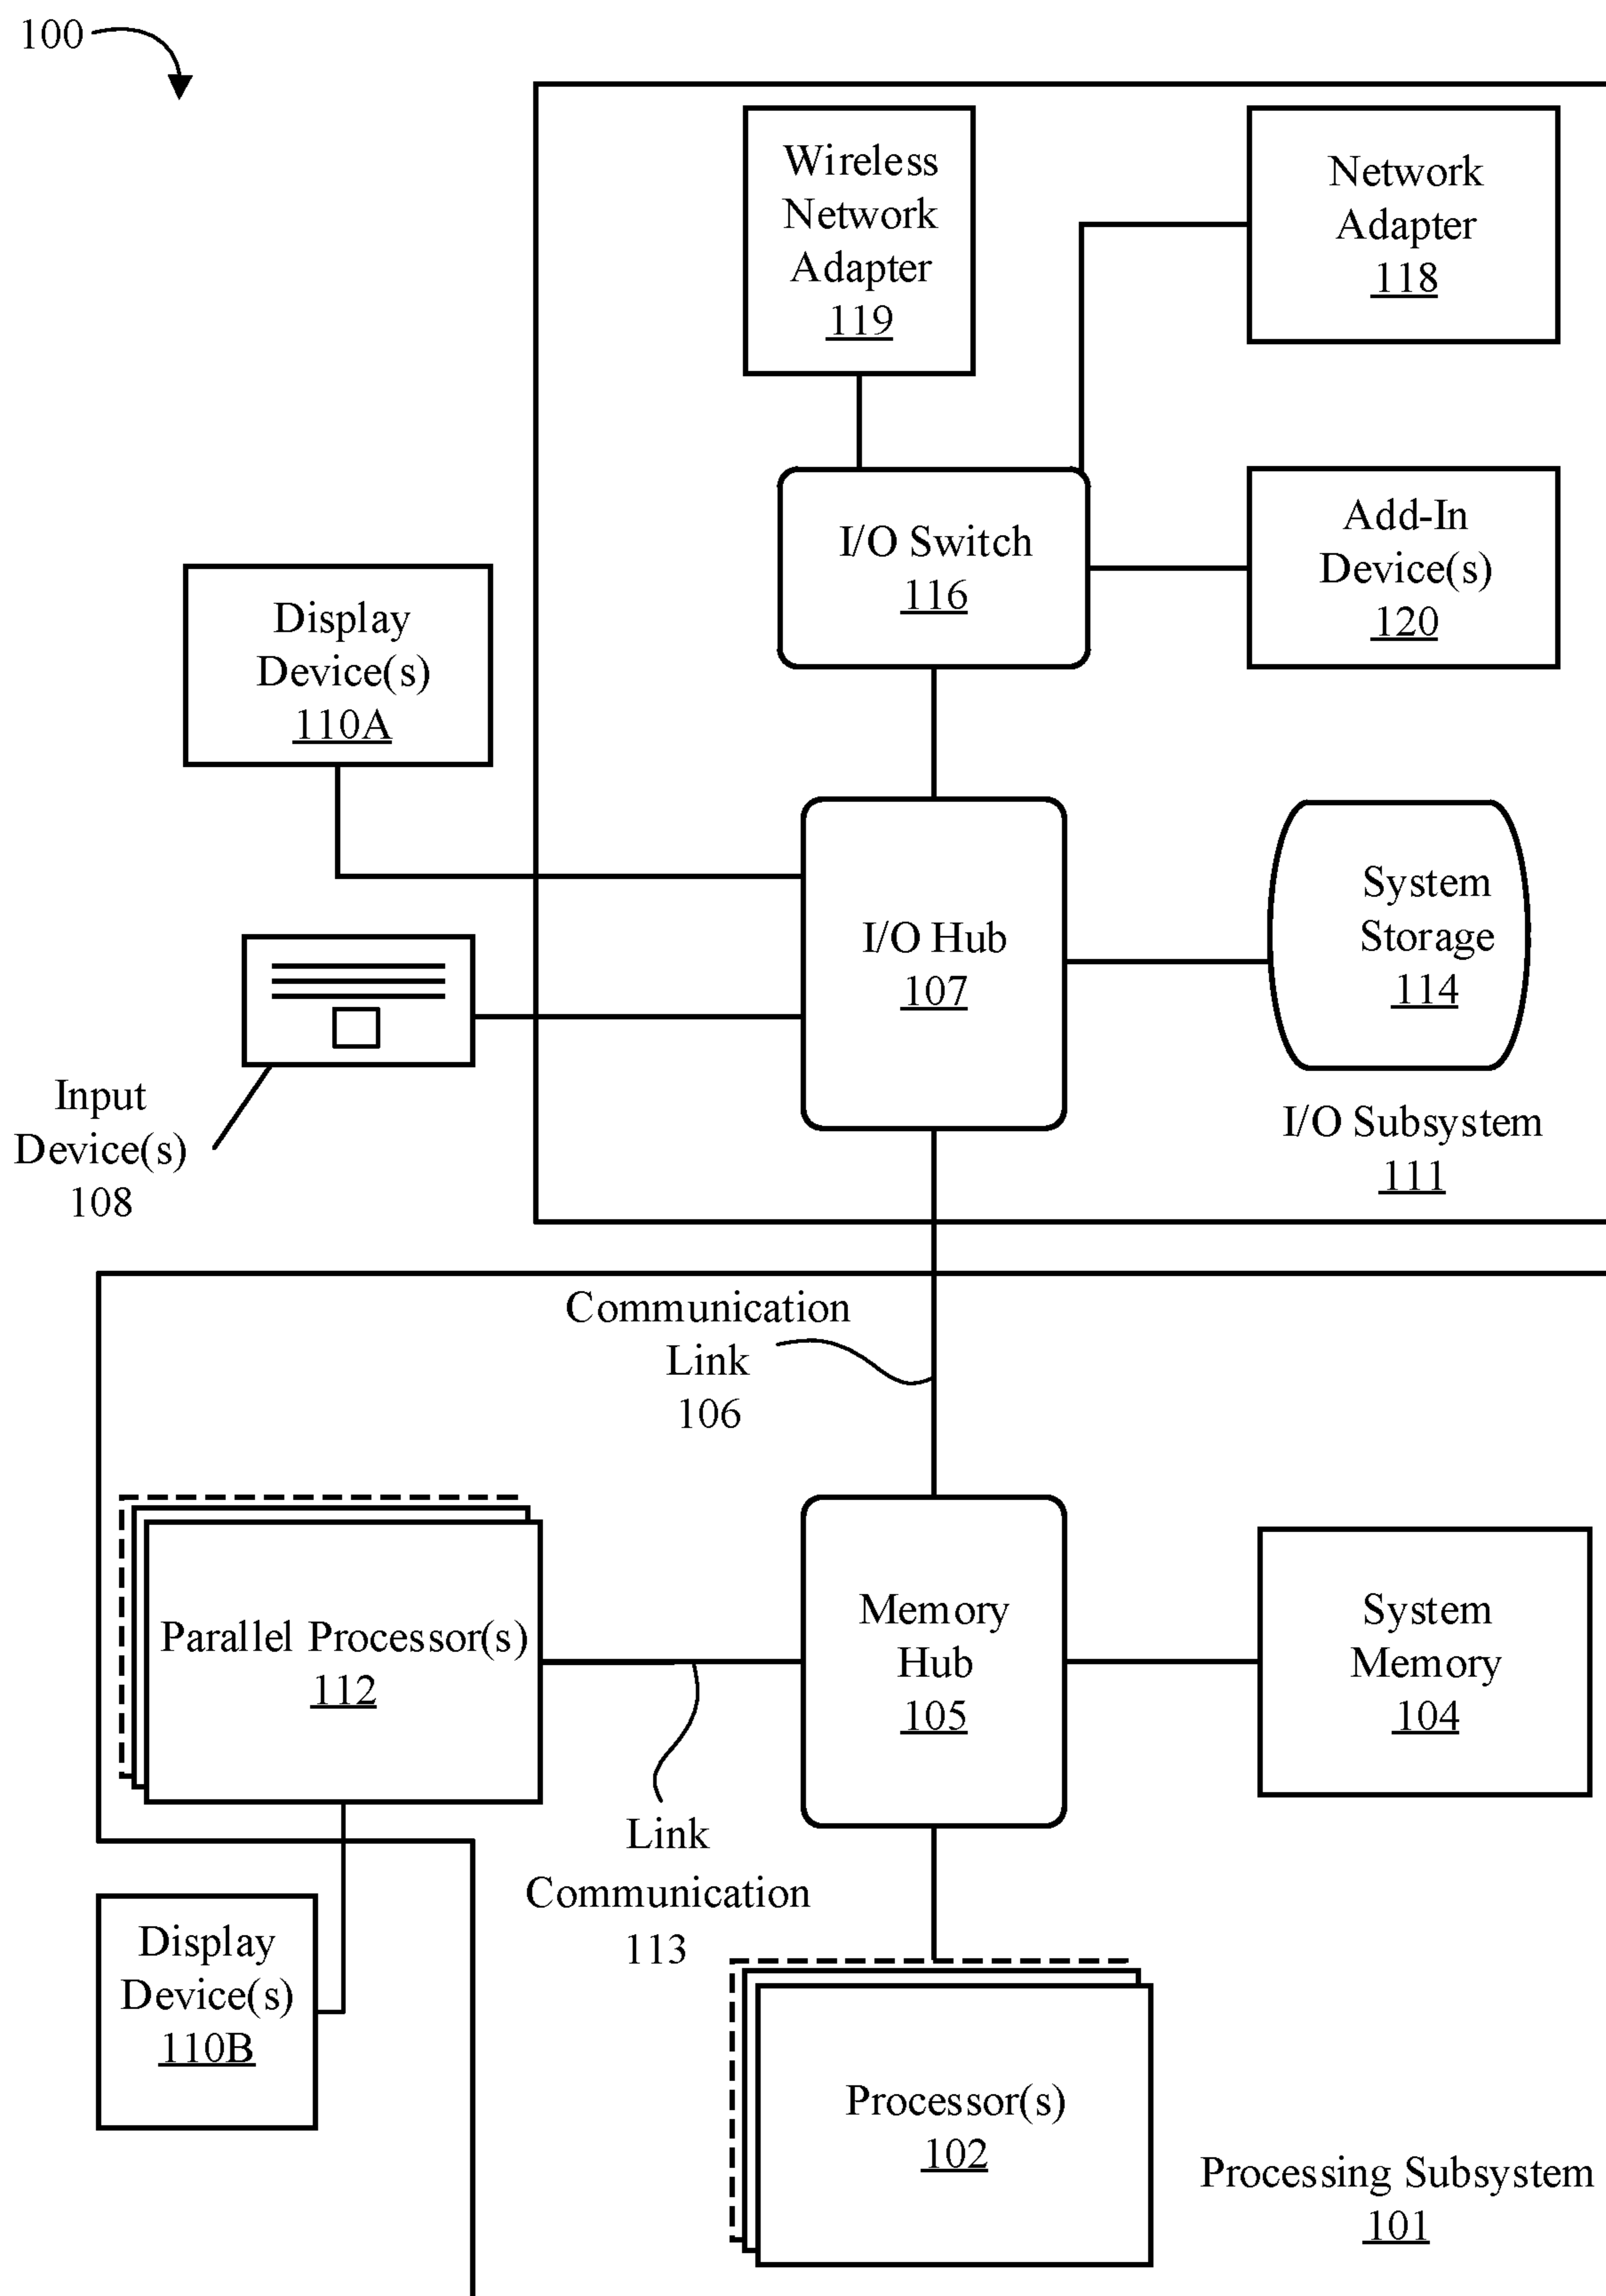 100
Wireless
Network
Adapter
119
Network
Adapter
118
I/O Switch
116
Add-In
Device(s)
120
Display
Device(s)
110A
I/O Hub
107
System
Storage
114
Input
Device(s)
108
I/O Subsystem
111
Communication
Link
106
Parallel Processor(s)
112
Memory
Hub
105
System
Memory
104
Link
Communication
113
Display
Device(s)
110B
Processor(s)
102
Processing Subsystem
101